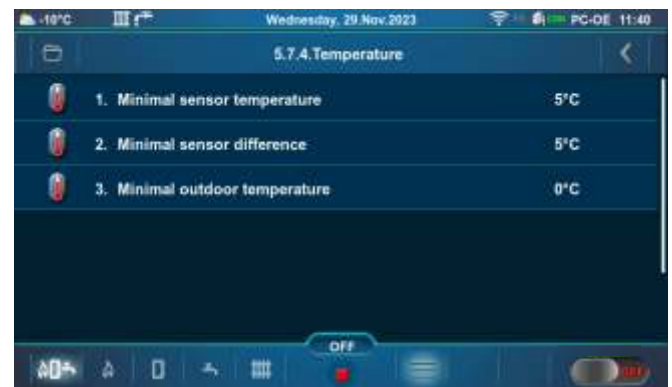 -10°C Wednesday, 29.Nov.2023 PC-OE 11:40
5.7.4.Temperature
1. Minimal sensor temperature 5°C
2. Minimal sensor difference 5°C
3. Minimal outdoor temperature 0°C
OFF
OFF